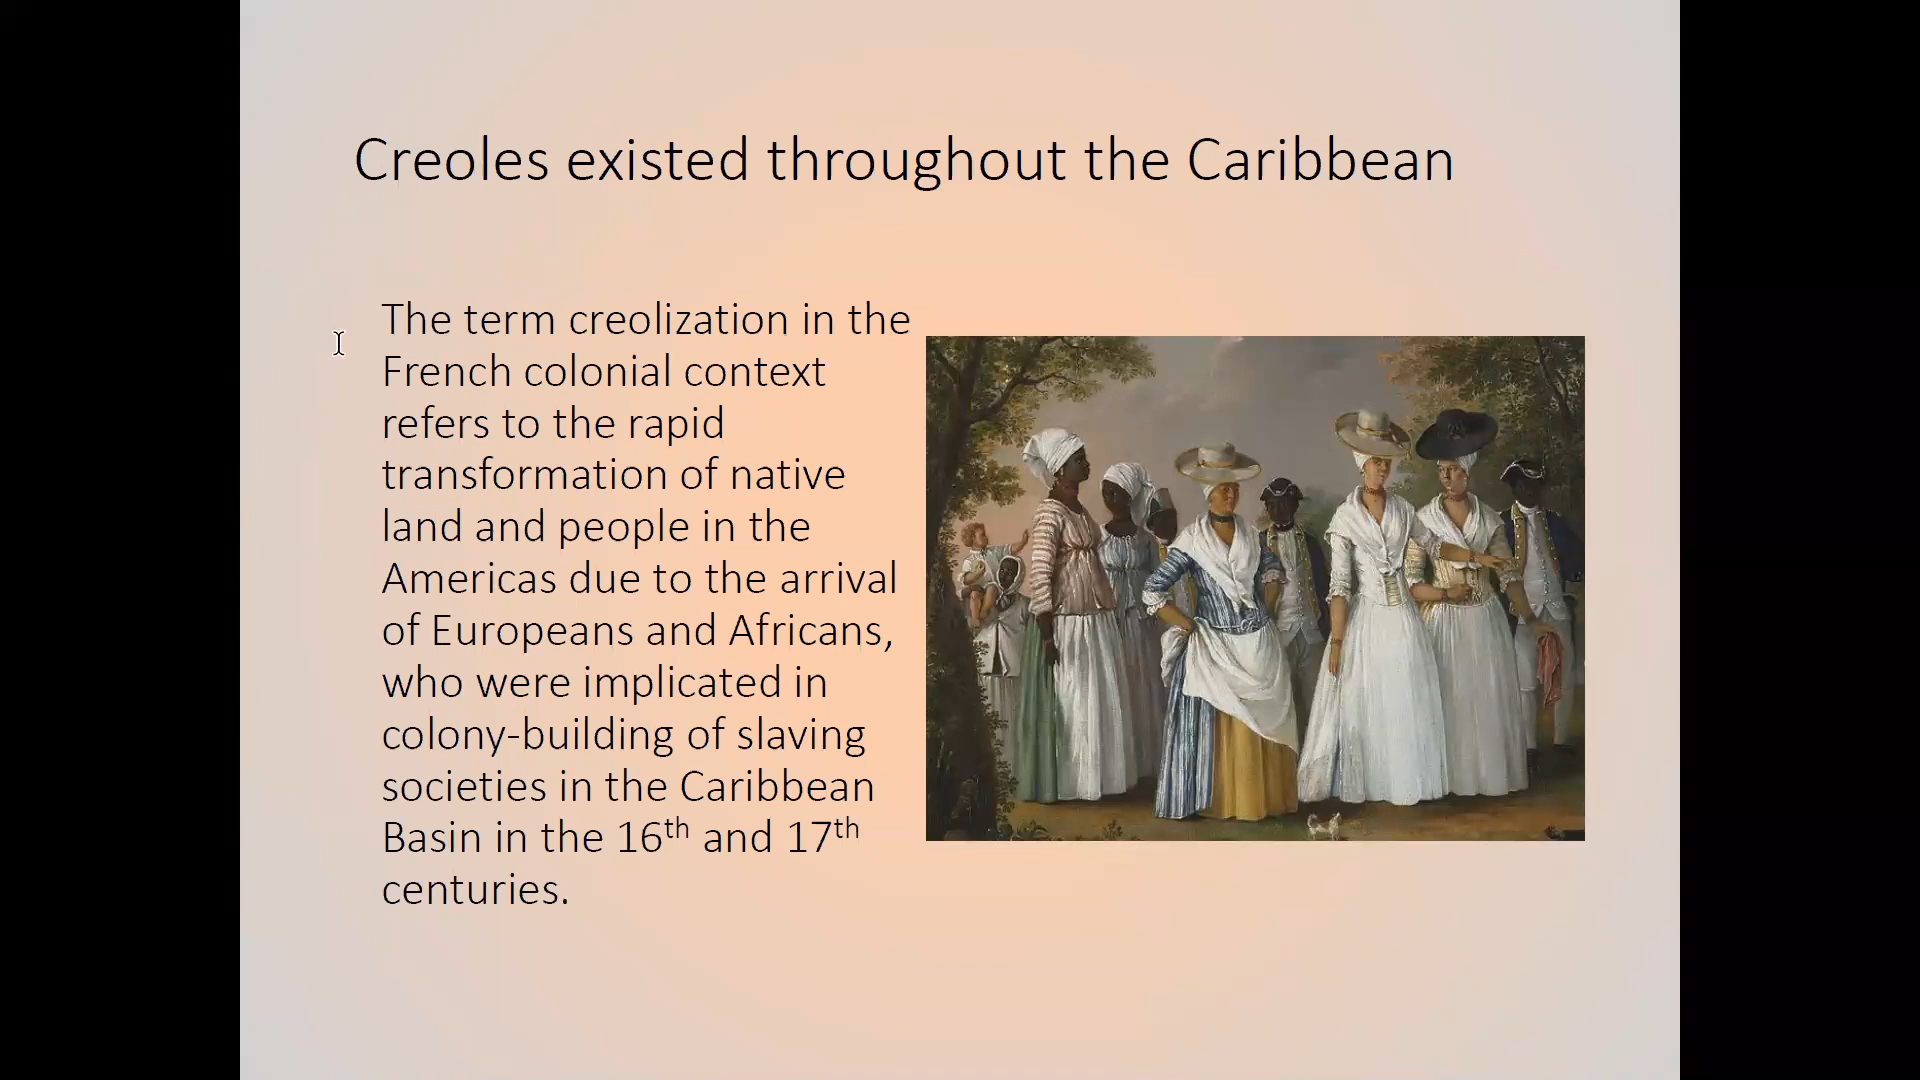 Creoles existed throughout the Caribbean
The term creolization in the
French colonial context
refers to the rapid
transformation of native
land and people in the
Americas due to the arrival
of Europeans and Africans,
who were implicated in
colony-building of slaving
societies in the Caribbean
Basin in the 16th and 17th
centuries.